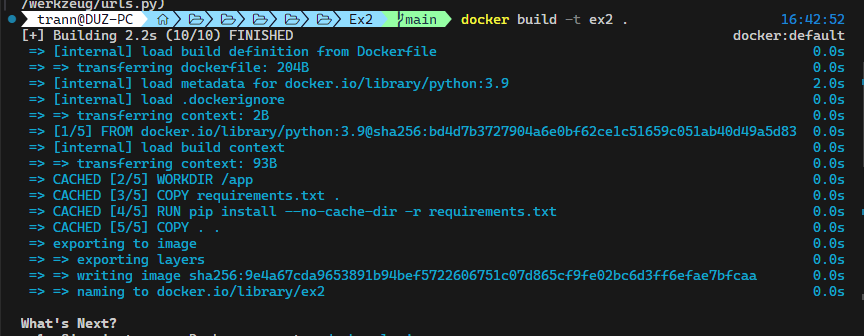 /werkzeug/urls.py)
trann@DUZ-PC Ex2 main docker build -t ex2 . 16:42:52
[+] Building 2.2s (10/10) FINISHED docker:default
=> [internal] load build definition from Dockerfile 0.0s
=> => transferring dockerfile: 204B 0.0s
=> [internal] load metadata for docker.io/library/python:3.9 2.0s
=> [internal] load .dockerignore 0.0s
=> => transferring context: 2B 0.0s
=> [1/5] FROM docker.io/library/python:3.9@sha256:bd4d7b3727904a6e0bf62ce1c51659c051ab40d49a5d83 0.0s
=> [internal] load build context 0.0s
=> => transferring context: 93B 0.0s
=> CACHED [2/5] WORKDIR /app 0.0s
=> CACHED [3/5] COPY requirements.txt . 0.0s
=> CACHED [4/5] RUN pip install --no-cache-dir -r requirements.txt 0.0s
=> CACHED [5/5] COPY . . 0.0s
=> exporting to image 0.0s
=> => exporting layers 0.0s
=> => writing image sha256:9e4a67cda9653891b94bef5722606751c07d865cf9fe02bc6d3ff6efae7bfcaa 0.0s
=> => naming to docker.io/library/ex2 0.0s
What's Next?